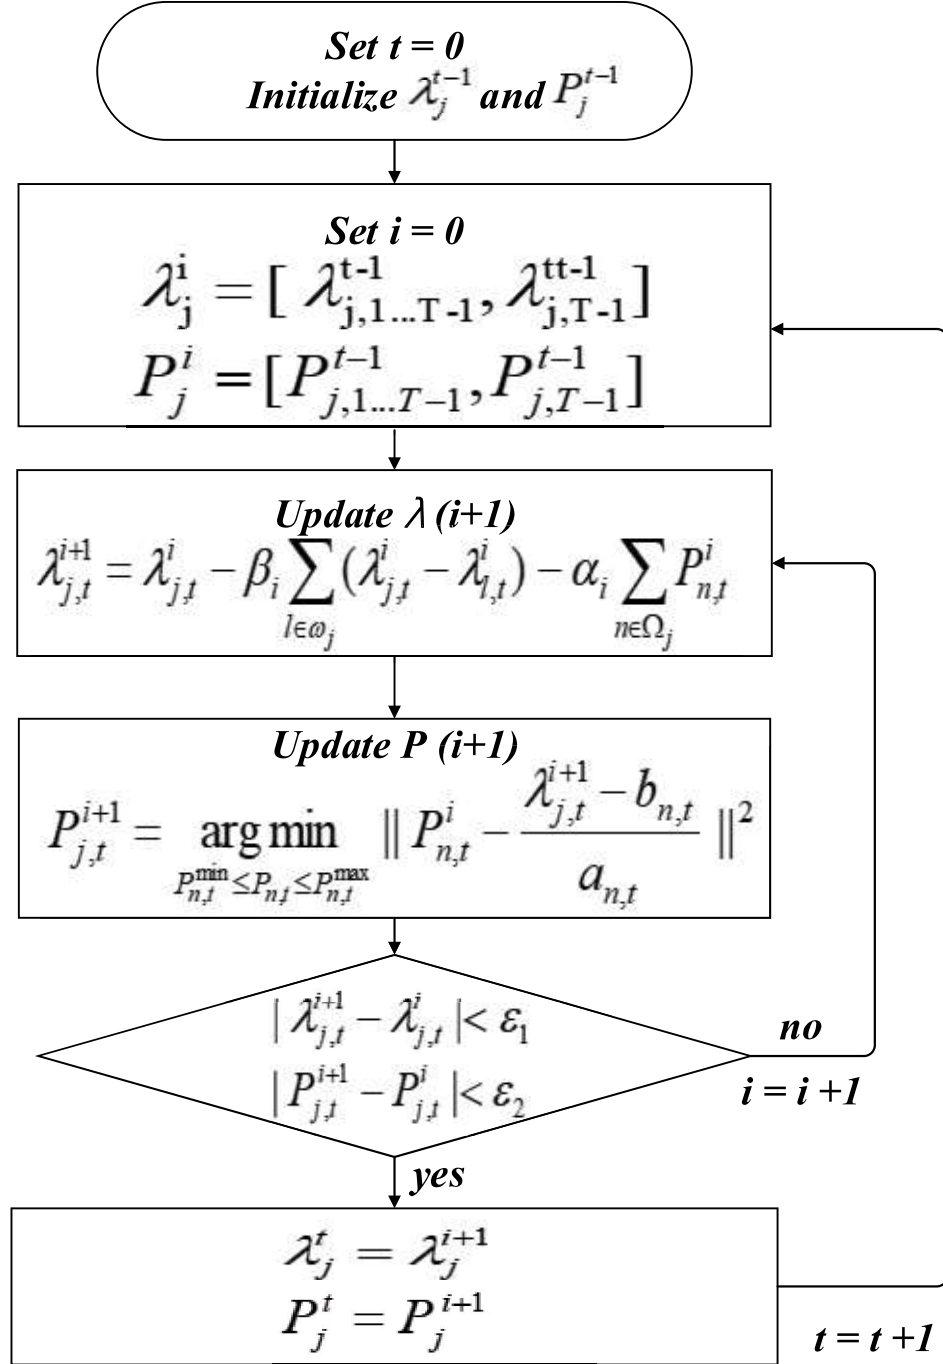 Set t = 0
Initialize λ_j^{t-1} and P_j^{t-1}
Set i = 0
λ_j^i = [ λ_{j,1...T-1}^{t-1}, λ_{j,T-1}^{tt-1} ]
P_j^i = [P_{j,1...T-1}^{t-1}, P_{j,T-1}^{t-1}]
Update λ (i+1)
λ_{j,t}^{i+1} = λ_{j,t}^i − β_i ∑_{l∈ω_j} (λ_{j,t}^i − λ_{l,t}^i) − α_i ∑_{n∈Ω_j} P_{n,t}^i
Update P (i+1)
P_{j,t}^{i+1} = arg min_{P_{n,t}^{min} ≤ P_{n,t} ≤ P_{n,t}^{max}} || P_{n,t}^i − (λ_{j,t}^{i+1} − b_{n,t}) / a_{n,t} ||^2
| λ_{j,t}^{i+1} − λ_{j,t}^i |< ε_1
| P_{j,t}^{i+1} − P_{j,t}^i |< ε_2
no
i = i +1
yes
λ_j^t = λ_j^{i+1}
P_j^t = P_j^{i+1}
t = t +1